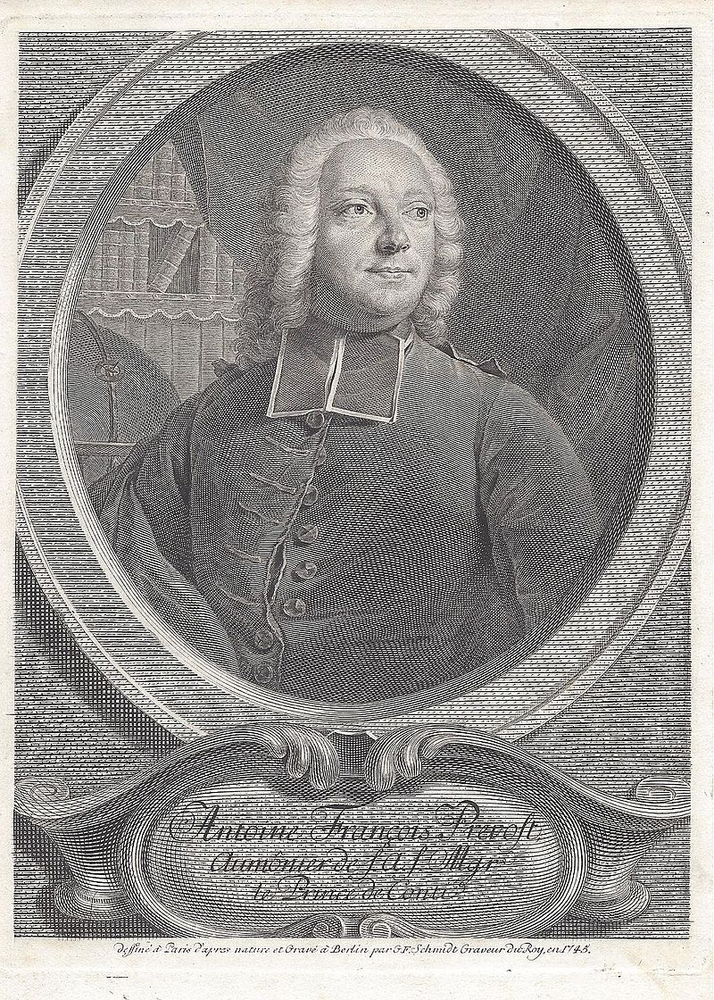 Antoine François Prevost,
Aumônier de S. A. S. Mgr
le Prince de Conti.
dessiné à Paris d'apres nature et Gravé à Berlin par G.F. Schmidt Graveur du Roy, en 1745.